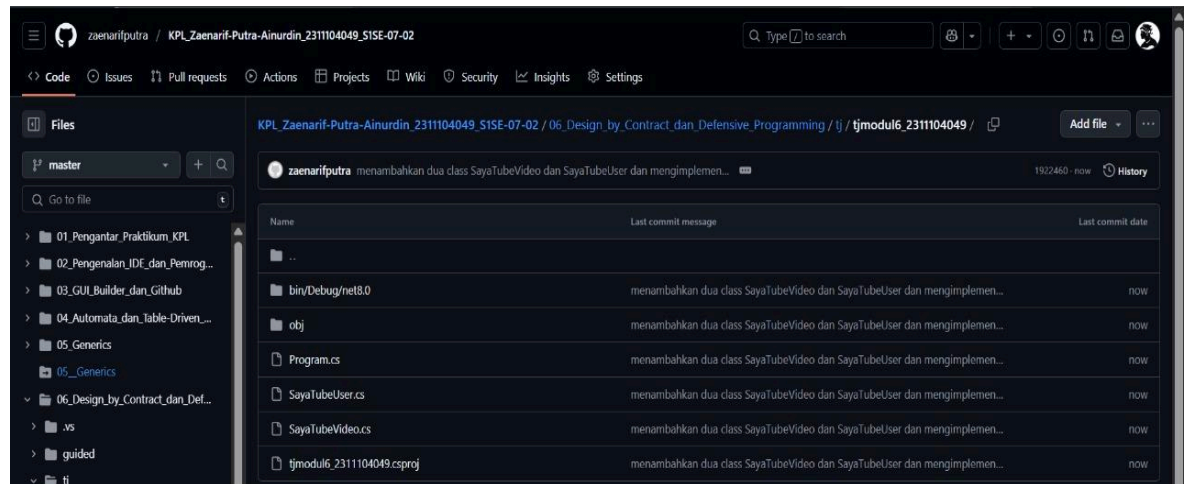 zaenarifputra / KPL_Zaenarif-Putra-Ainurdin_2311104049_S1SE-07-02
Type / to search
Code Issues Pull requests Actions Projects Wiki Security Insights Settings
Files
master
Go to file t
01_Pengantar_Praktikum_KPL
02_Pengenalan_IDE_dan_Pemrog...
03_GUI_Builder_dan_Github
04_Automata_dan_Table-Driven_...
05_Generics
05__Generics
06_Design_by_Contract_dan_Def...
.vs
guided
tj
KPL_Zaenarif-Putra-Ainurdin_2311104049_S1SE-07-02 / 06_Design_by_Contract_dan_Defensive_Programming / tj / tjmodul6_2311104049 /
Add file
zaenarifputra menambahkan dua class SayaTubeVideo dan SayaTubeUser dan mengimplemen... 1922460 · now History
Name Last commit message Last commit date
..
bin/Debug/net8.0 menambahkan dua class SayaTubeVideo dan SayaTubeUser dan mengimplemen... now
obj menambahkan dua class SayaTubeVideo dan SayaTubeUser dan mengimplemen... now
Program.cs menambahkan dua class SayaTubeVideo dan SayaTubeUser dan mengimplemen... now
SayaTubeUser.cs menambahkan dua class SayaTubeVideo dan SayaTubeUser dan mengimplemen... now
SayaTubeVideo.cs menambahkan dua class SayaTubeVideo dan SayaTubeUser dan mengimplemen... now
tjmodul6_2311104049.csproj menambahkan dua class SayaTubeVideo dan SayaTubeUser dan mengimplemen... now